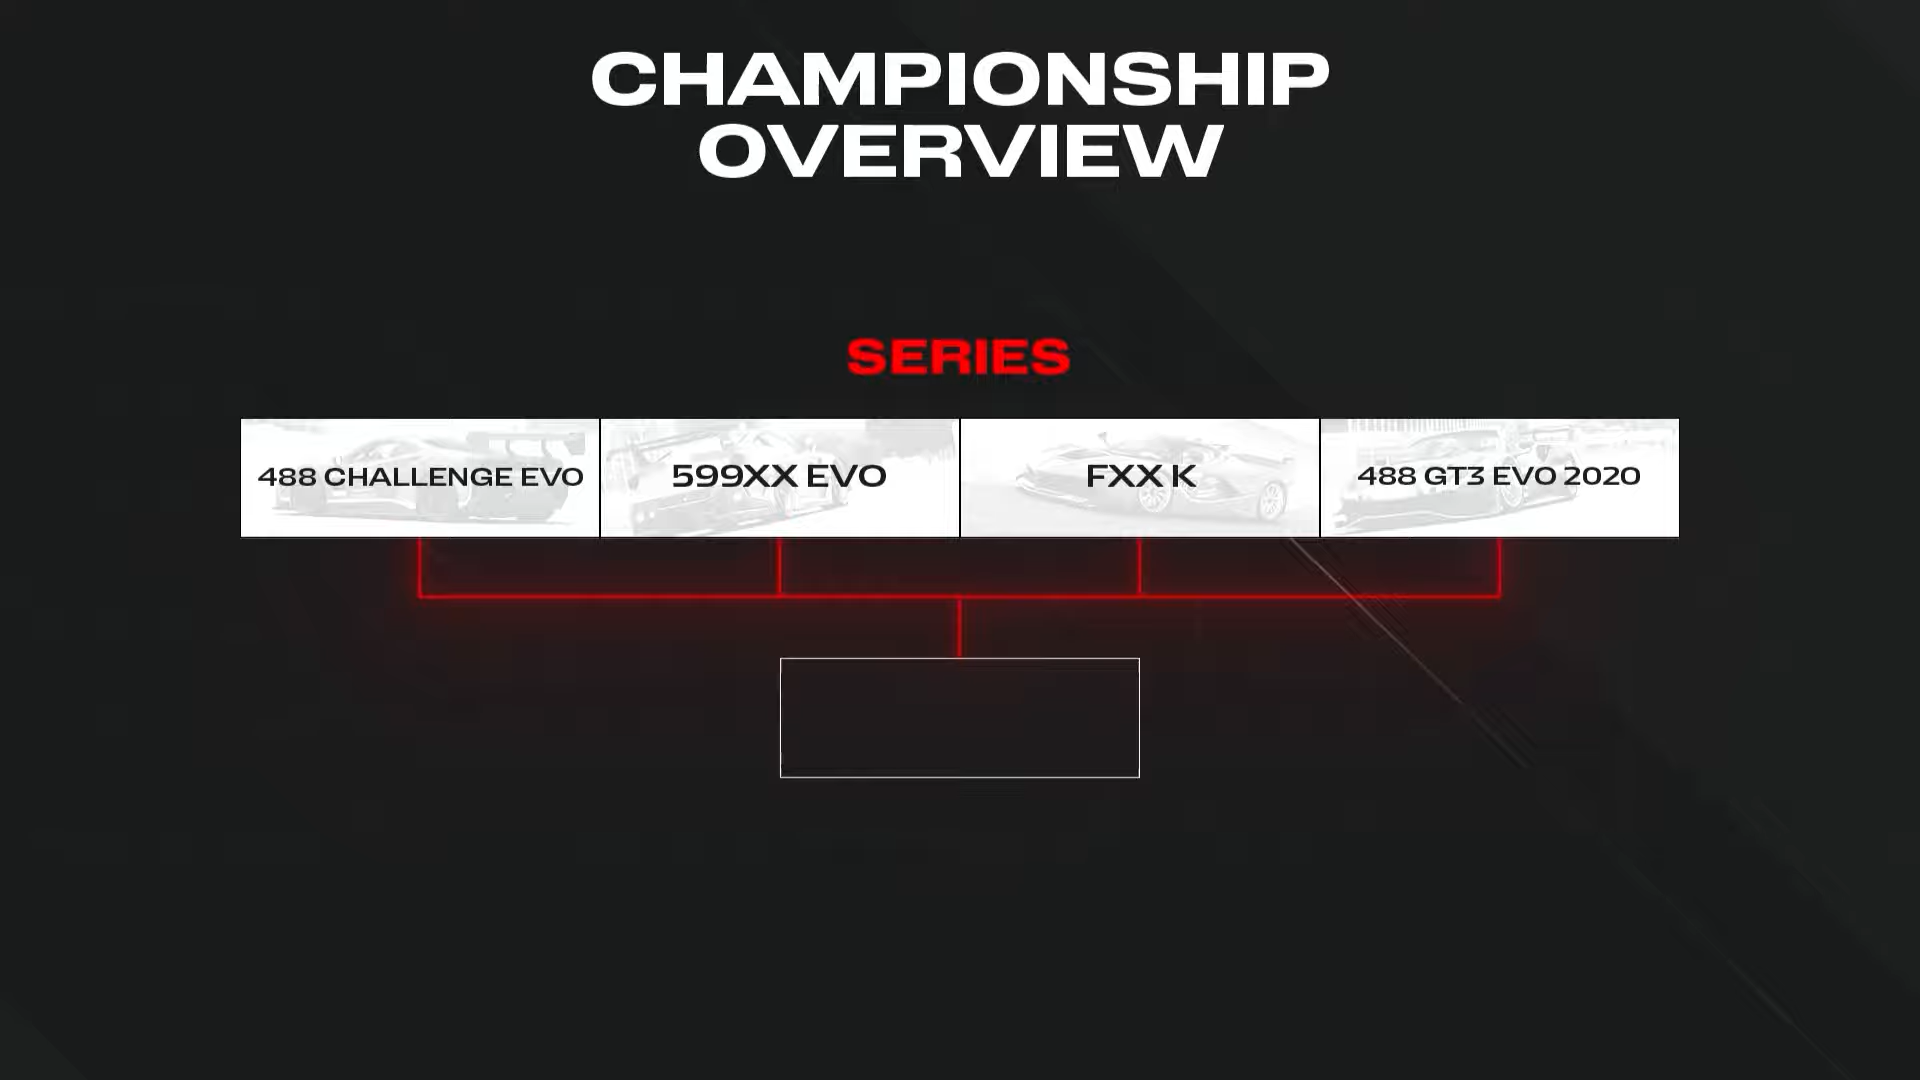 CHAMPIONSHIP
OVERVIEW
SERIES
488 CHALLENGE EVO
599XX EVO
FXX K
488 GT3 EVO 2020